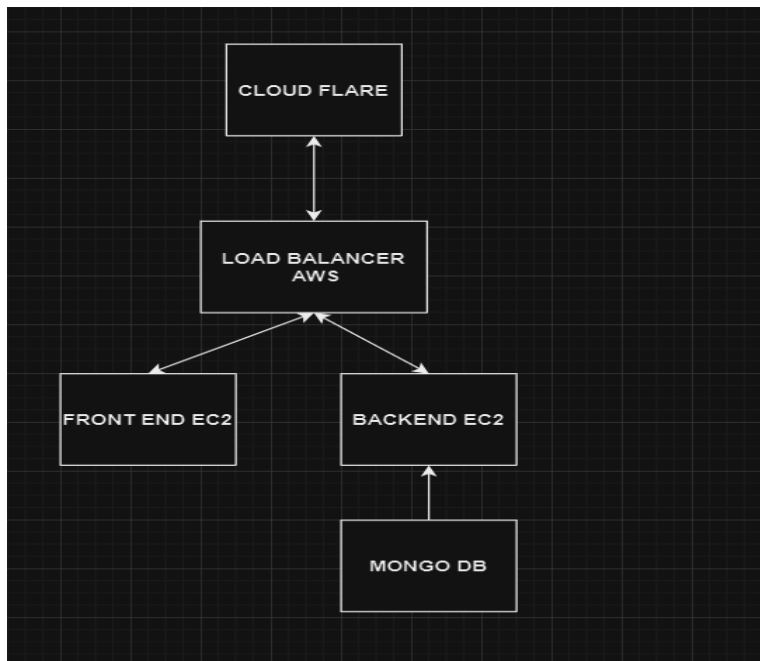 CLOUD FLARE
LOAD BALANCER
AWS
FRONT END EC2
BACKEND EC2
MONGO DB